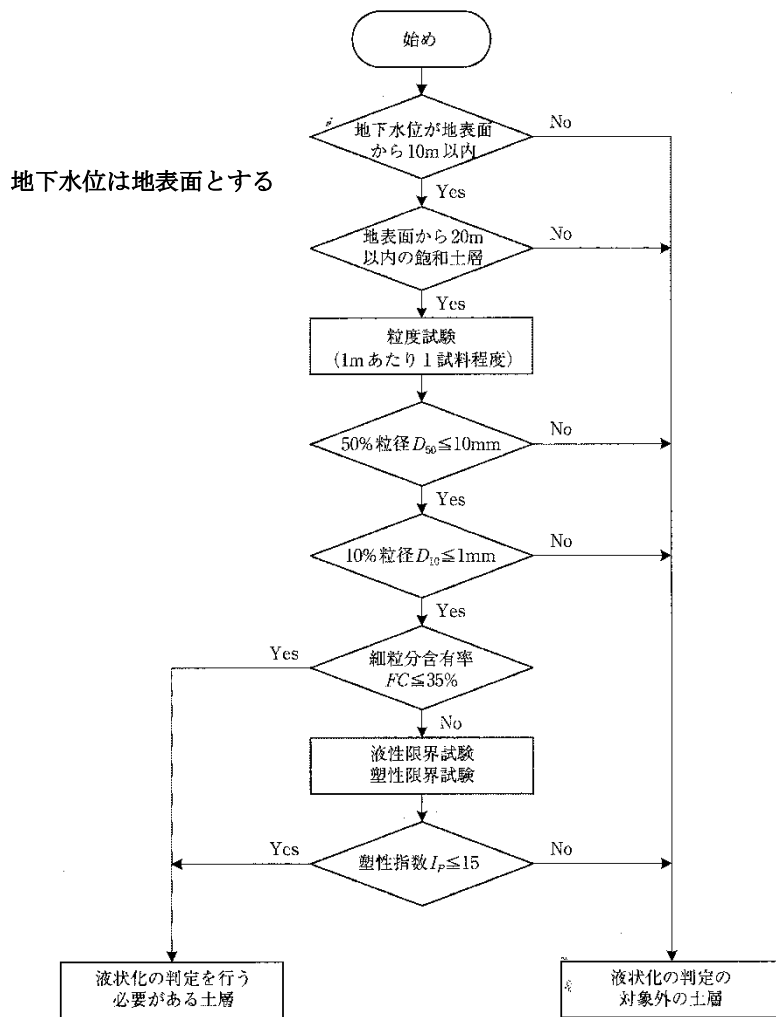 始め
地下水位が地表面
から10m以内
No
地下水位は地表面とする
Yes
地表面から20m
以内の飽和土層
No
Yes
粒度試験
(1mあたり1試料程度)
50%粒径D50≦10mm
No
Yes
10%粒径D10≦1mm
No
Yes
Yes
細粒分含有率
FC≦35%
No
液性限界試験
塑性限界試験
Yes
塑性指数IP≦15
No
液状化の判定を行う
必要がある土層
液状化の判定の
対象外の土層